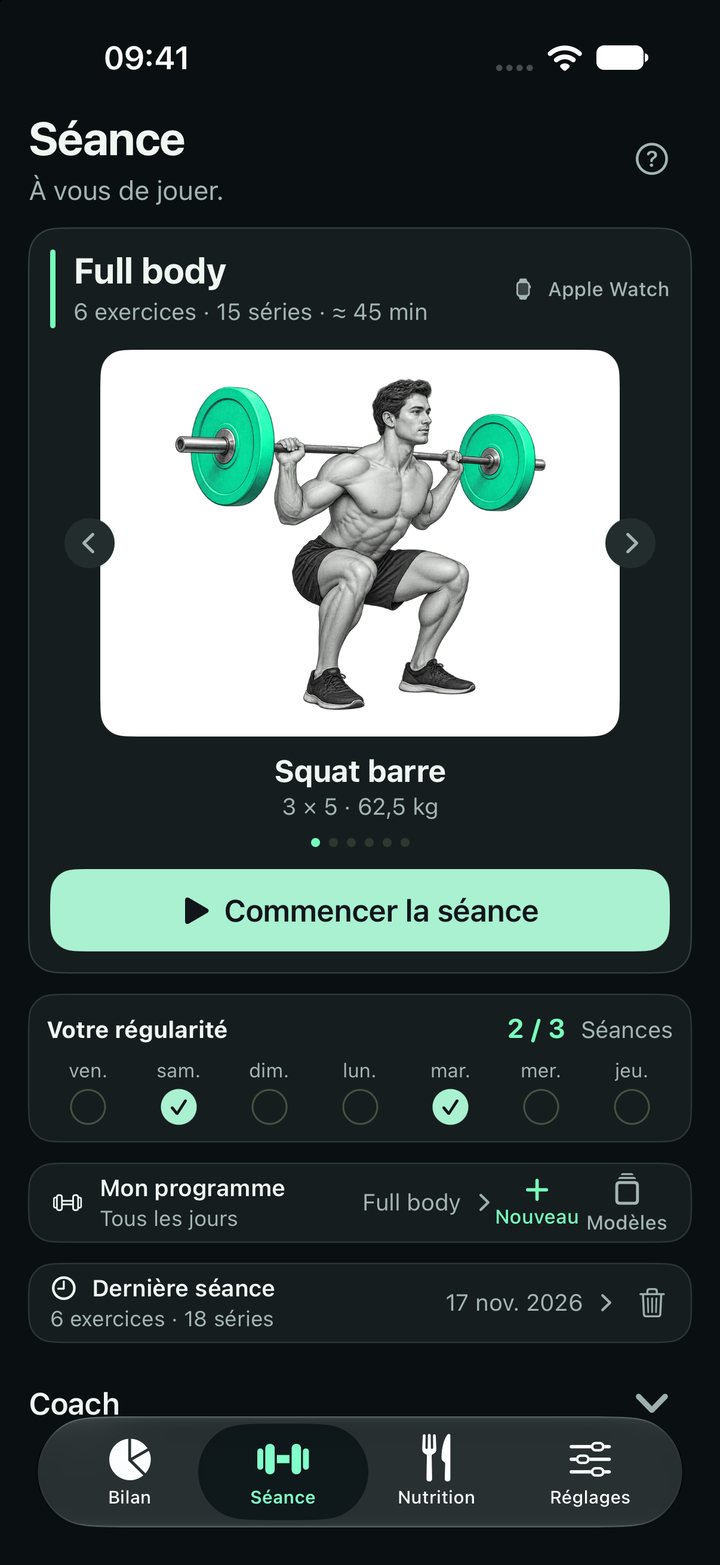 09:41
Séance
À vous de jouer.
?
Full body
6 exercices · 15 séries · ≈ 45 min
Apple Watch
Squat barre
3 × 5 · 62,5 kg
Commencer la séance
Votre régularité
2 / 3 Séances
ven. sam. dim. lun. mar. mer. jeu.
Mon programme
Tous les jours
Full body
Nouveau
Modèles
Dernière séance
6 exercices · 18 séries
17 nov. 2026
Coach
Bilan
Séance
Nutrition
Réglages